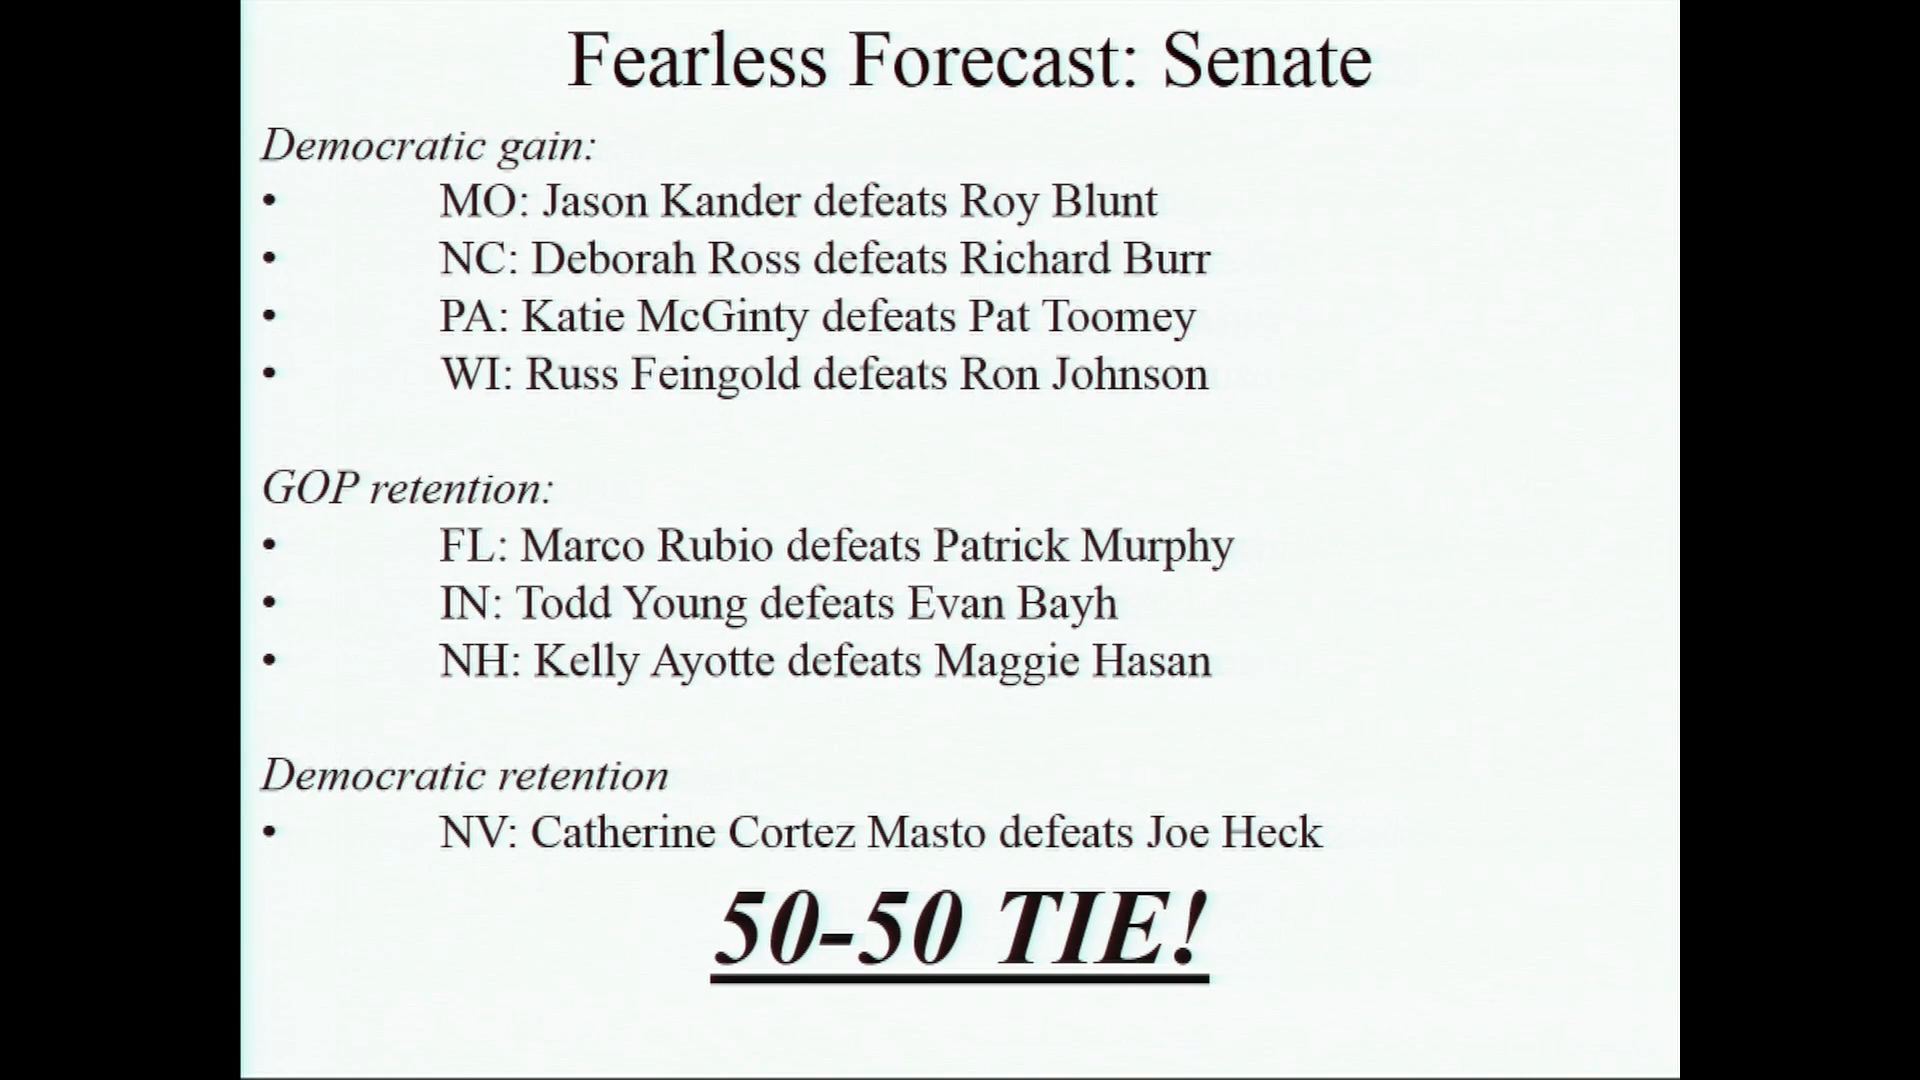 Fearless Forecast: Senate
Democratic gain:
• MO: Jason Kander defeats Roy Blunt
• NC: Deborah Ross defeats Richard Burr
• PA: Katie McGinty defeats Pat Toomey
• WI: Russ Feingold defeats Ron Johnson
GOP retention:
• FL: Marco Rubio defeats Patrick Murphy
• IN: Todd Young defeats Evan Bayh
• NH: Kelly Ayotte defeats Maggie Hasan
Democratic retention
• NV: Catherine Cortez Masto defeats Joe Heck
50-50 TIE!